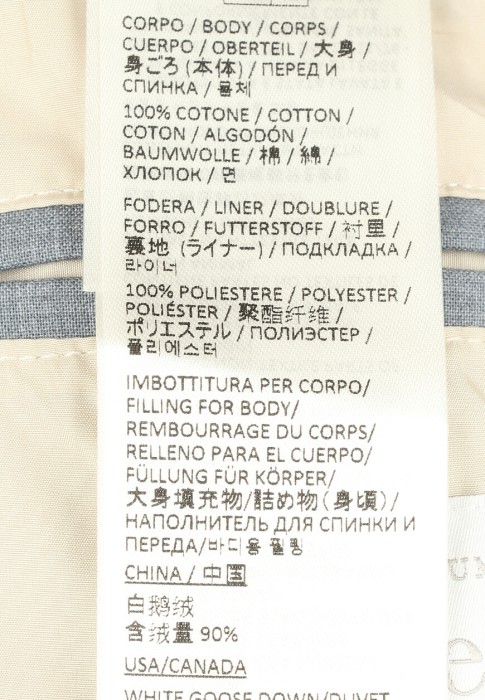 CORPO / BODY / CORPS /
CUERPO / OBERTEIL / 大身 /
身ごろ (本体) / ПЕРЕД И
СПИНКА / 몸체
100% COTONE / COTTON /
COTON / ALGODÓN /
BAUMWOLLE / 棉 / 綿 /
ХЛОПОК / 면
FODERA / LINER / DOUBLURE /
FORRO / FUTTERSTOFF / 衬里 /
裏地 (ライナー) / ПОДКЛАДКА /
라이너
100% POLIESTERE / POLYESTER /
POLIÉSTER / 聚酯纤维 /
ポリエステル / ПОЛИЭСТЕР /
폴리에스터
IMBOTTITURA PER CORPO/
FILLING FOR BODY/
REMBOURRAGE DU CORPS/
RELLENO PARA EL CUERPO/
FÜLLUNG FÜR KÖRPER/
大身填充物/詰め物(身頃)/
НАПОЛНИТЕЛЬ ДЛЯ СПИНКИ И
ПЕРЕДА/바디용 필링
CHINA / 中国
白鹅绒
含绒量 90%
USA/CANADA
WHITE GOOSE DOWN/DUVET